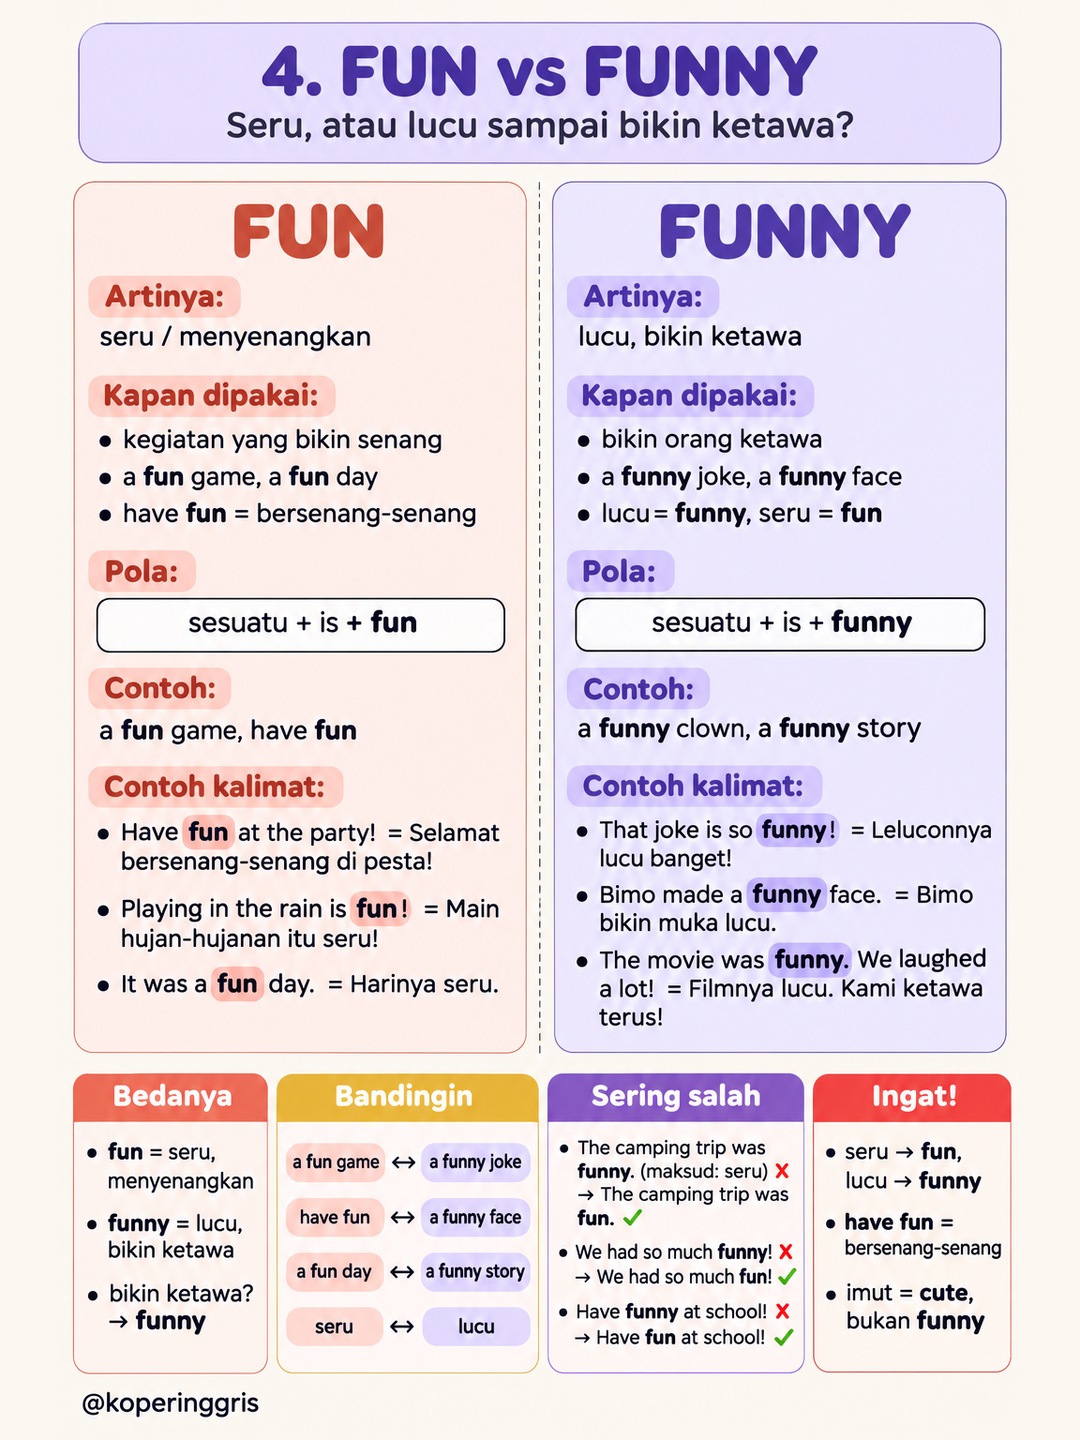 4. FUN vs FUNNY
Seru, atau lucu sampai bikin ketawa?
FUN
Artinya:
seru / menyenangkan
Kapan dipakai:
• kegiatan yang bikin senang
• a fun game, a fun day
• have fun = bersenang-senang
Pola:
sesuatu + is + fun
Contoh:
a fun game, have fun
Contoh kalimat:
• Have fun at the party! = Selamat
bersenang-senang di pesta!
• Playing in the rain is fun! = Main
hujan-hujanan itu seru!
• It was a fun day. = Harinya seru.
FUNNY
Artinya:
lucu, bikin ketawa
Kapan dipakai:
• bikin orang ketawa
• a funny joke, a funny face
• lucu = funny, seru = fun
Pola:
sesuatu + is + funny
Contoh:
a funny clown, a funny story
Contoh kalimat:
• That joke is so funny! = Leluconnya
lucu banget!
• Bimo made a funny face. = Bimo
bikin muka lucu.
• The movie was funny. We laughed
a lot! = Filmnya lucu. Kami ketawa
terus!
Bedanya
• fun = seru,
menyenangkan
• funny = lucu,
bikin ketawa
• bikin ketawa?
→ funny
Bandingin
a fun game ↔ a funny joke
have fun ↔ a funny face
a fun day ↔ a funny story
seru ↔ lucu
Sering salah
• The camping trip was
funny. (maksud: seru) X
→ The camping trip was
fun. ✓
• We had so much funny! X
→ We had so much fun! ✓
• Have funny at school! X
→ Have fun at school! ✓
Ingat!
• seru → fun,
lucu → funny
• have fun =
bersenang-senang
• imut = cute,
bukan funny
@koperinggris